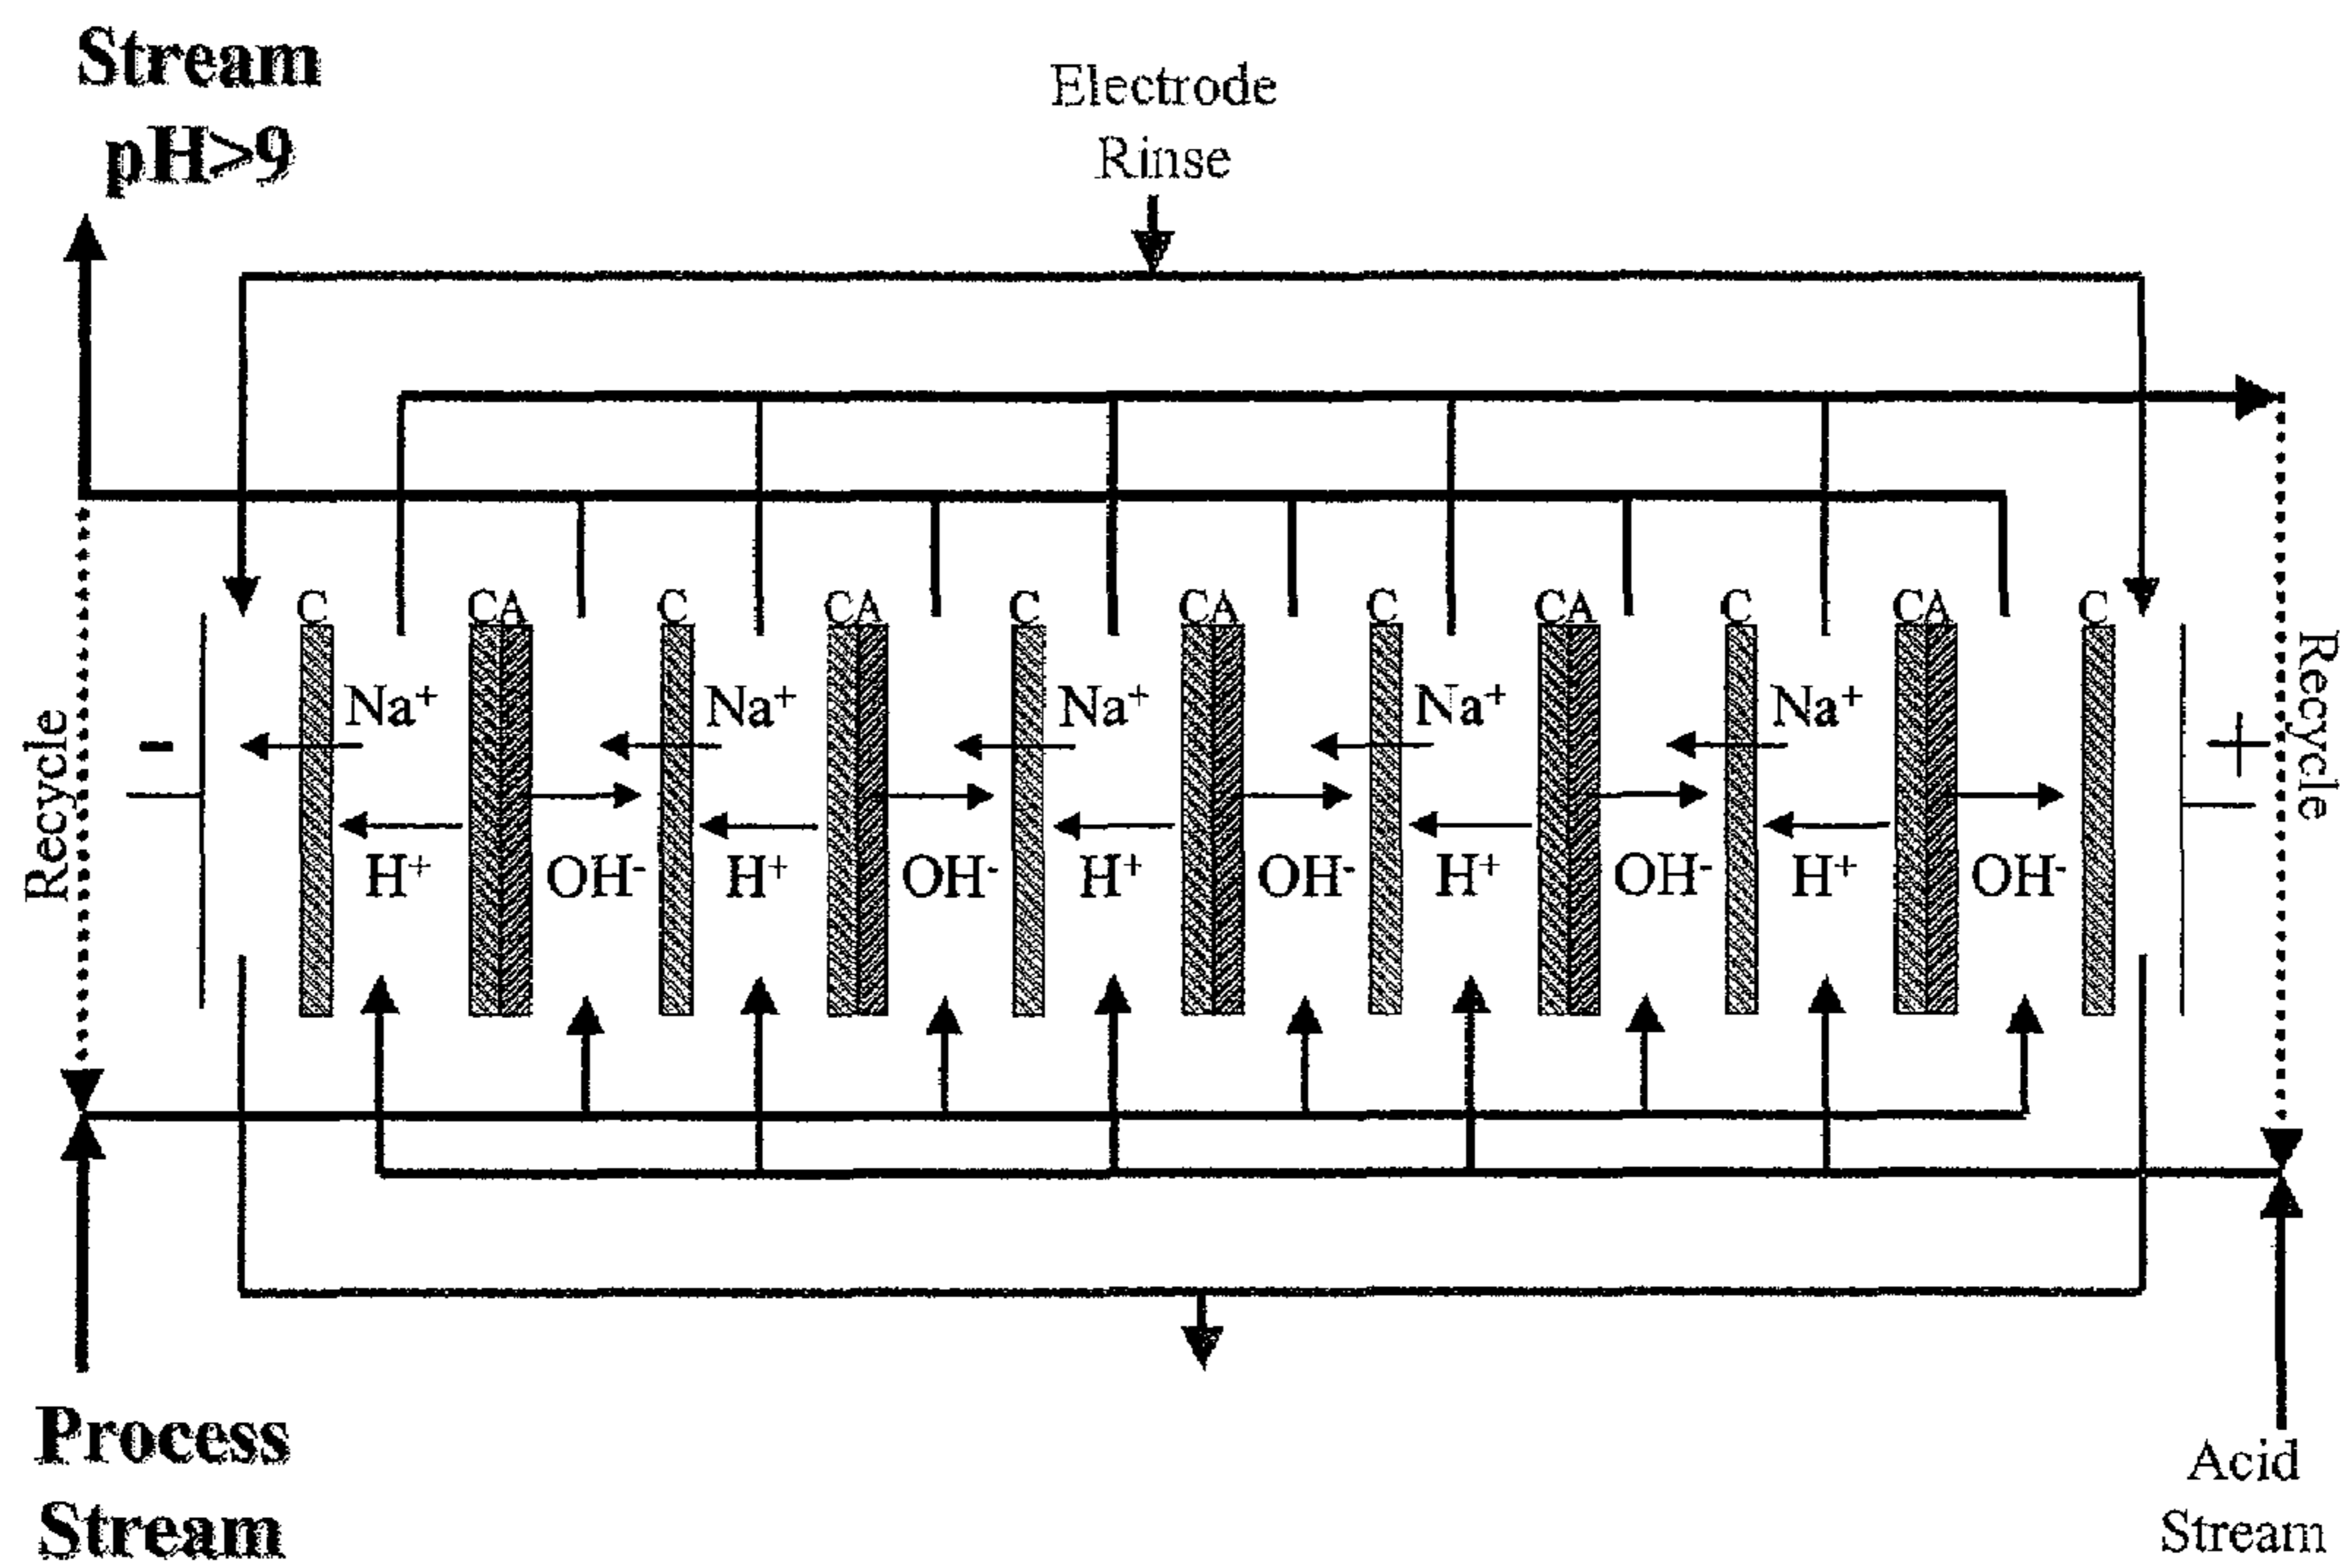 Stream
pH>9
Electrode
Rinse
C CA C CA C CA C CA C CA C
Na⁺ Na⁺ Na⁺ Na⁺ Na⁺
- +
Recycle
Recycle
H⁺ OH⁻ H⁺ OH⁻ H⁺ OH⁻ H⁺ OH⁻ H⁺ OH⁻
Process
Stream
Acid
Stream